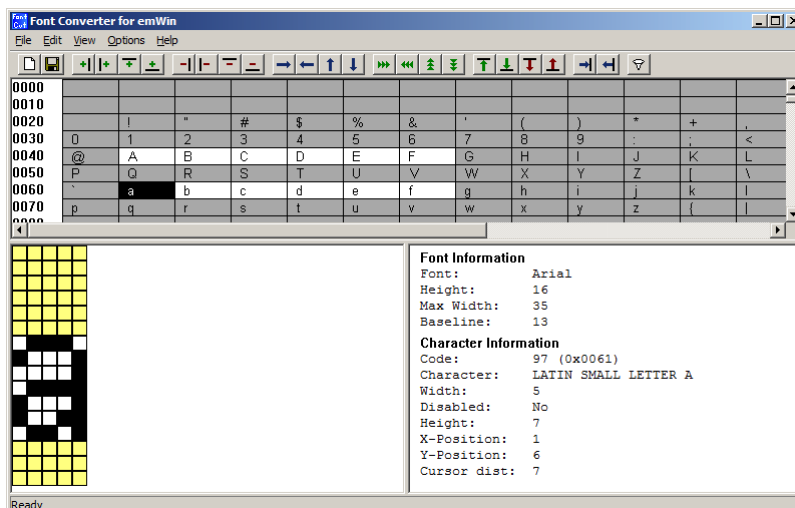 Font Converter for emWin
File Edit View Options Help
0000
0010
0020 ! " # $ % & ' ( ) * + ,
0030 0 1 2 3 4 5 6 7 8 9 : ; <
0040 @ A B C D E F G H I J K L
0050 P Q R S T U V W X Y Z [ \
0060 ` a b c d e f g h i j k l
0070 p q r s t u v w x y z { |
Font Information
Font: Arial
Height: 16
Max Width: 35
Baseline: 13
Character Information
Code: 97 (0x0061)
Character: LATIN SMALL LETTER A
Width: 5
Disabled: No
Height: 7
X-Position: 1
Y-Position: 6
Cursor dist: 7
Ready